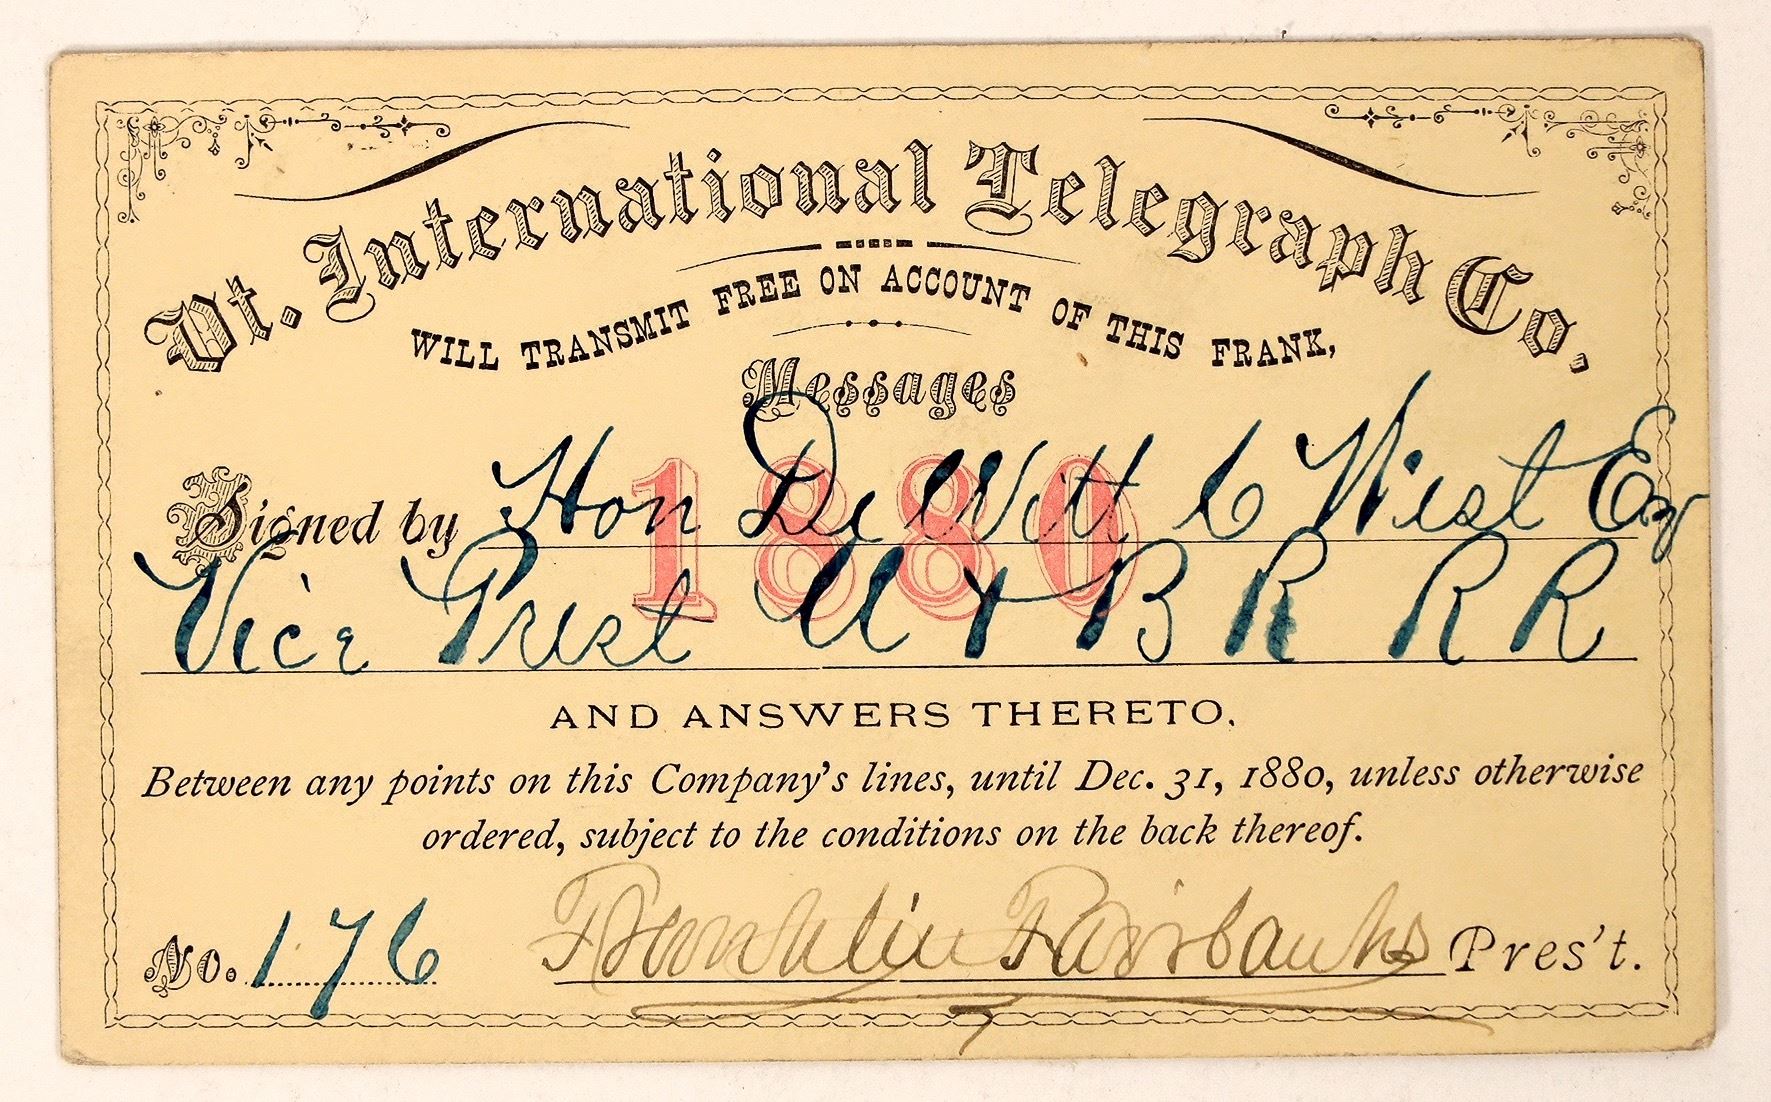 Vt. International Telegraph Co.
WILL TRANSMIT FREE ON ACCOUNT OF THIS FRANK,
Messages
1880
Signed by Hon De Witt C West Esq
Vice Prest U & B R R R
AND ANSWERS THERETO,
Between any points on this Company's lines, until Dec. 31, 1880, unless otherwise
ordered, subject to the conditions on the back thereof.
No. 176 Franklin Fairbanks Pres't.